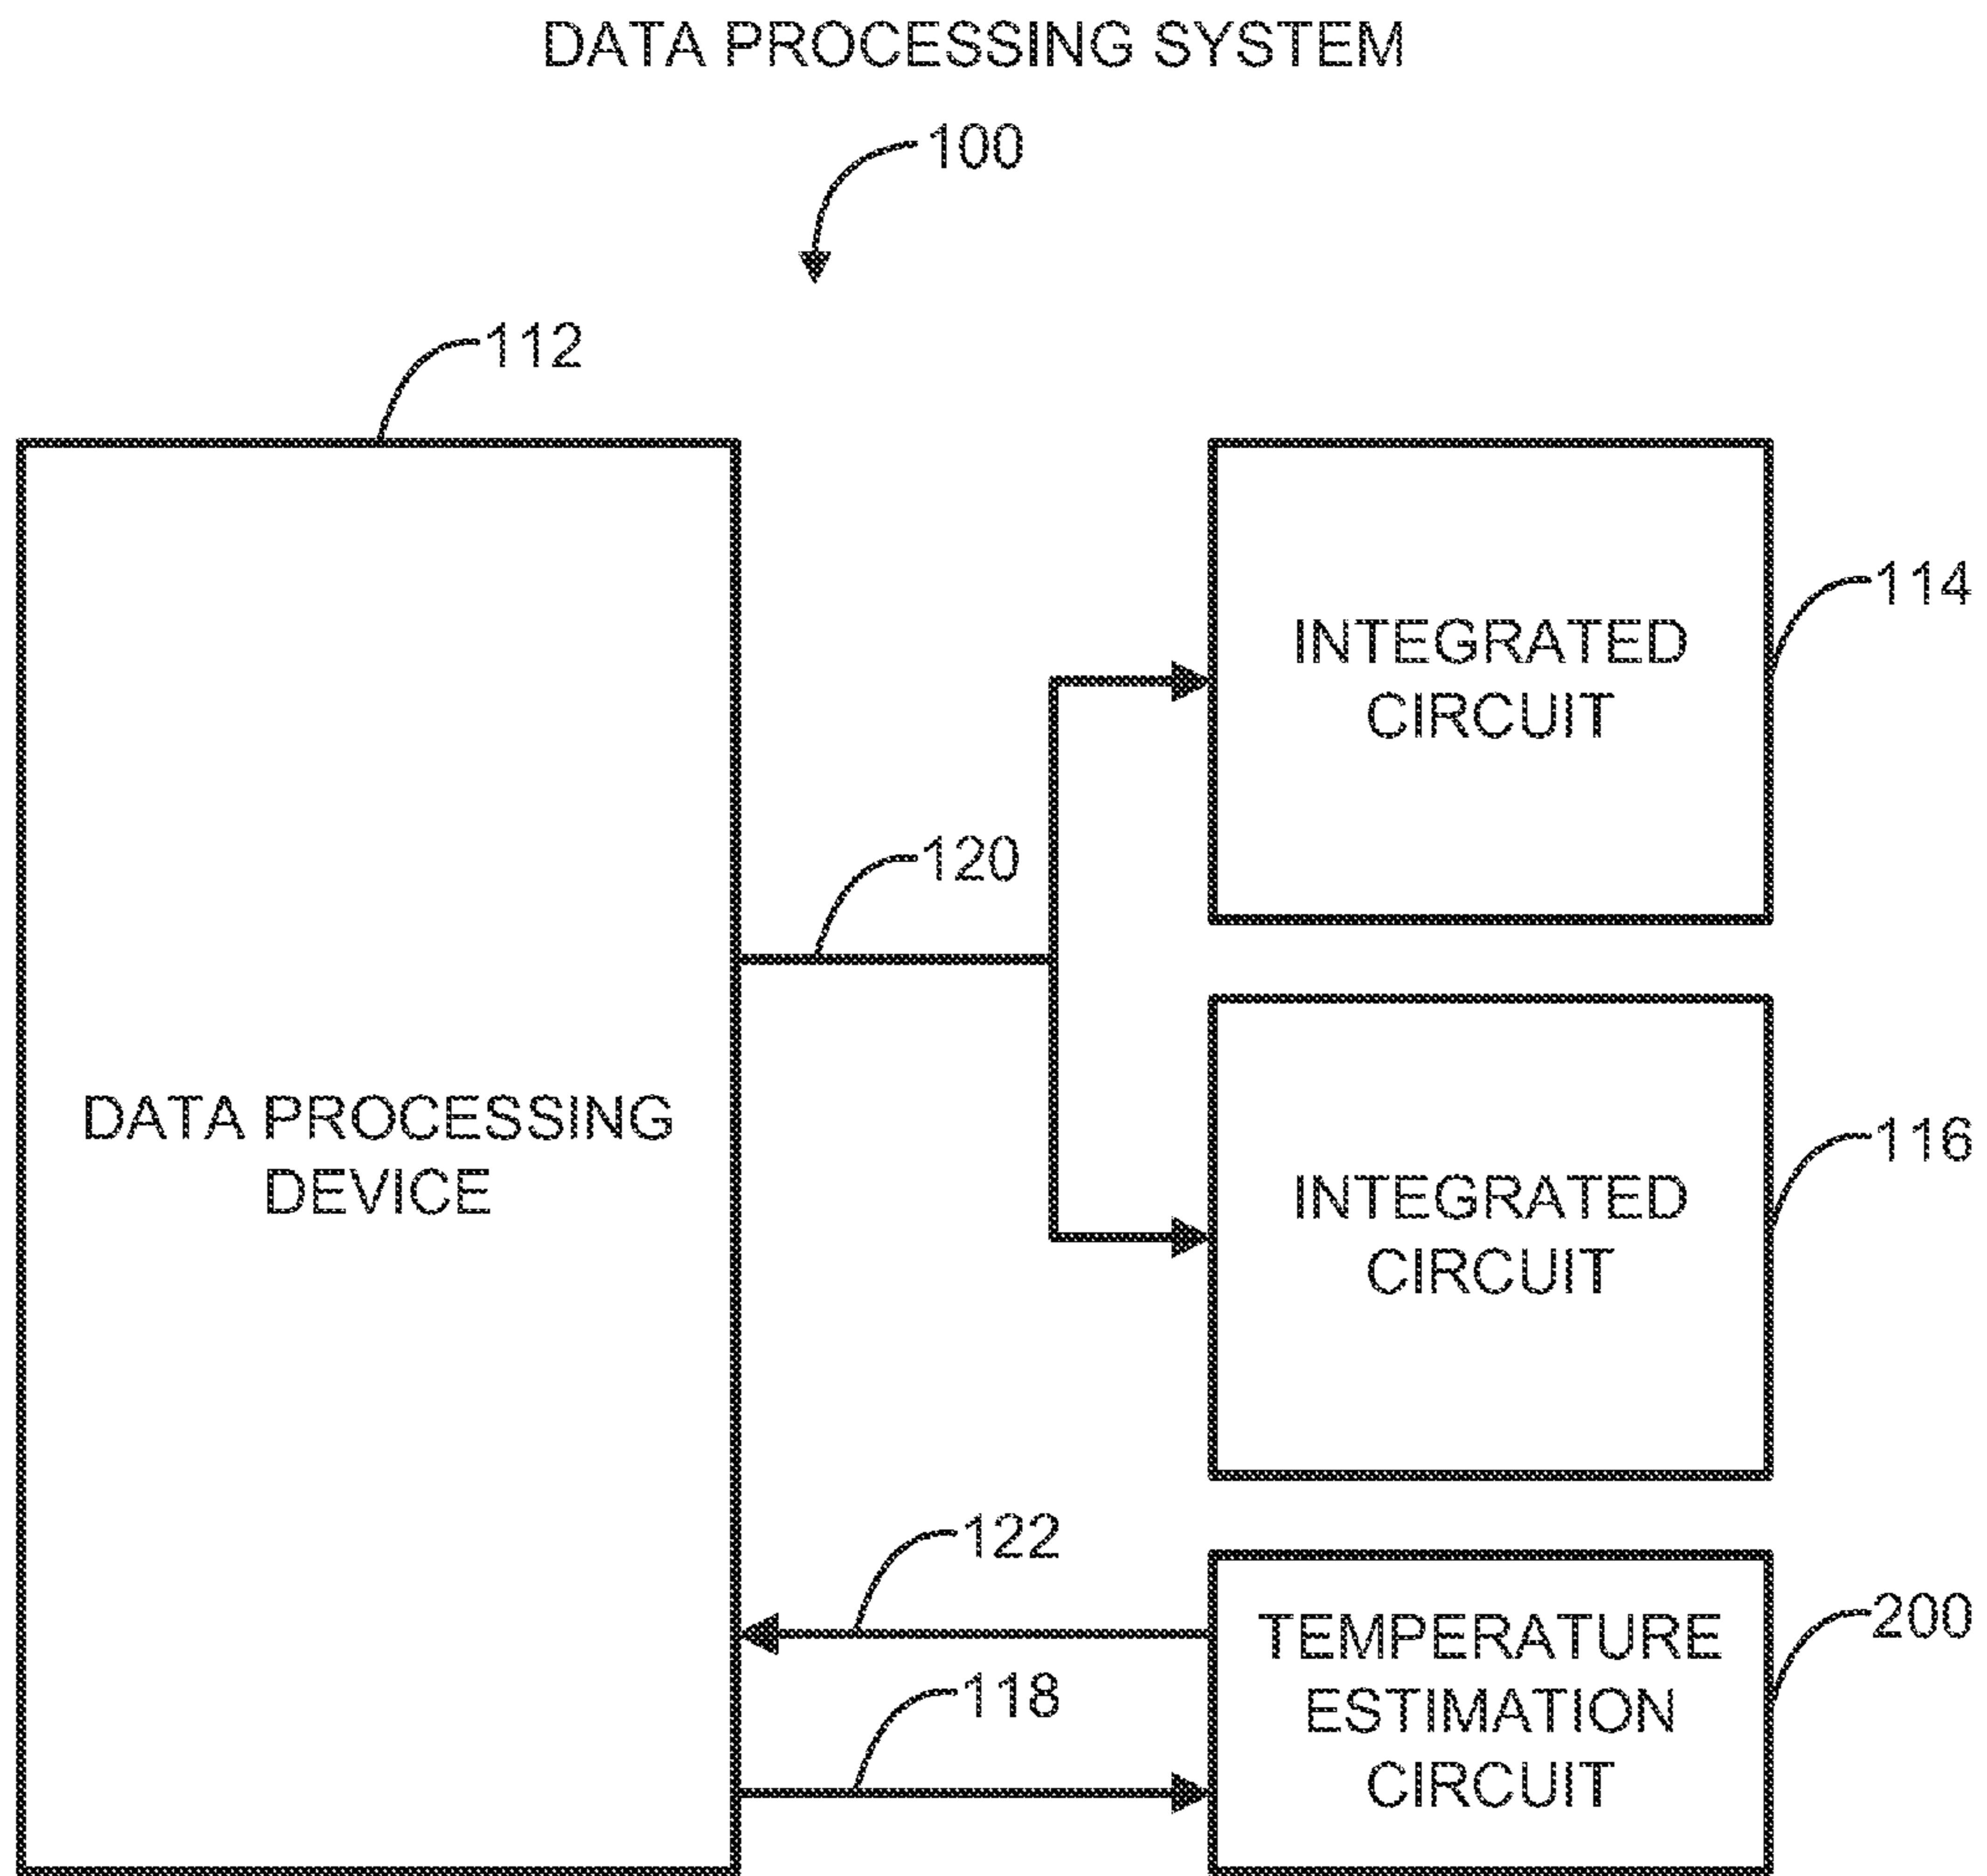 DATA PROCESSING SYSTEM
100
112
114
INTEGRATED
CIRCUIT
120
DATA PROCESSING
DEVICE
116
INTEGRATED
CIRCUIT
122
200
TEMPERATURE
ESTIMATION
CIRCUIT
118